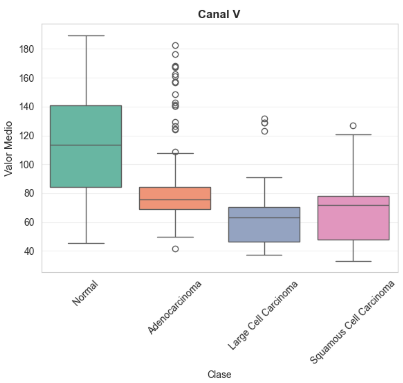 Canal V
180
160
140
120
100
80
60
40
Valor Medio
Normal
Adenocarcinoma
Large Cell Carcinoma
Squamous Cell Carcinoma
Clase